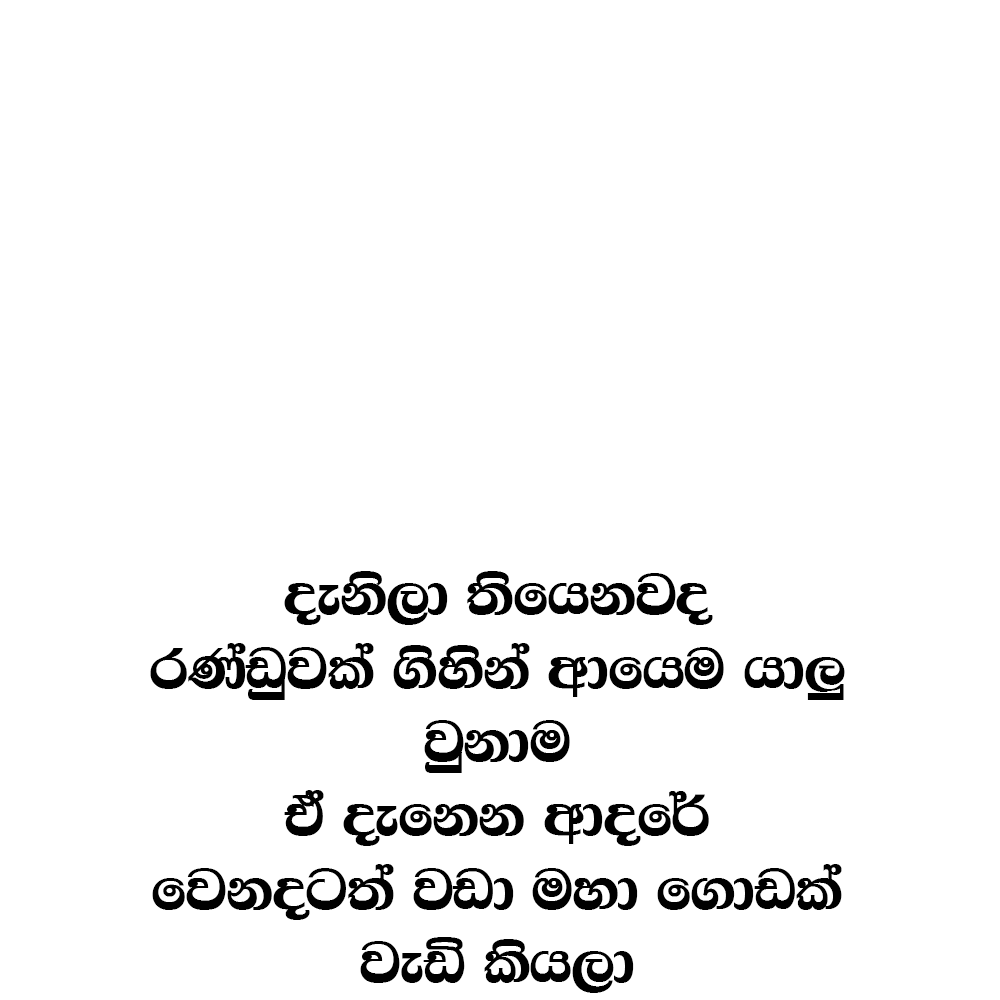 දැනිලා තියෙනවද
රණ්ඩුවක් ගිහින් ආයෙම යාලු
වුනාම
ඒ දැනෙන ආදරේ
වෙනදටත් වඩා මහා ගොඩක්
වැඩි කියලා